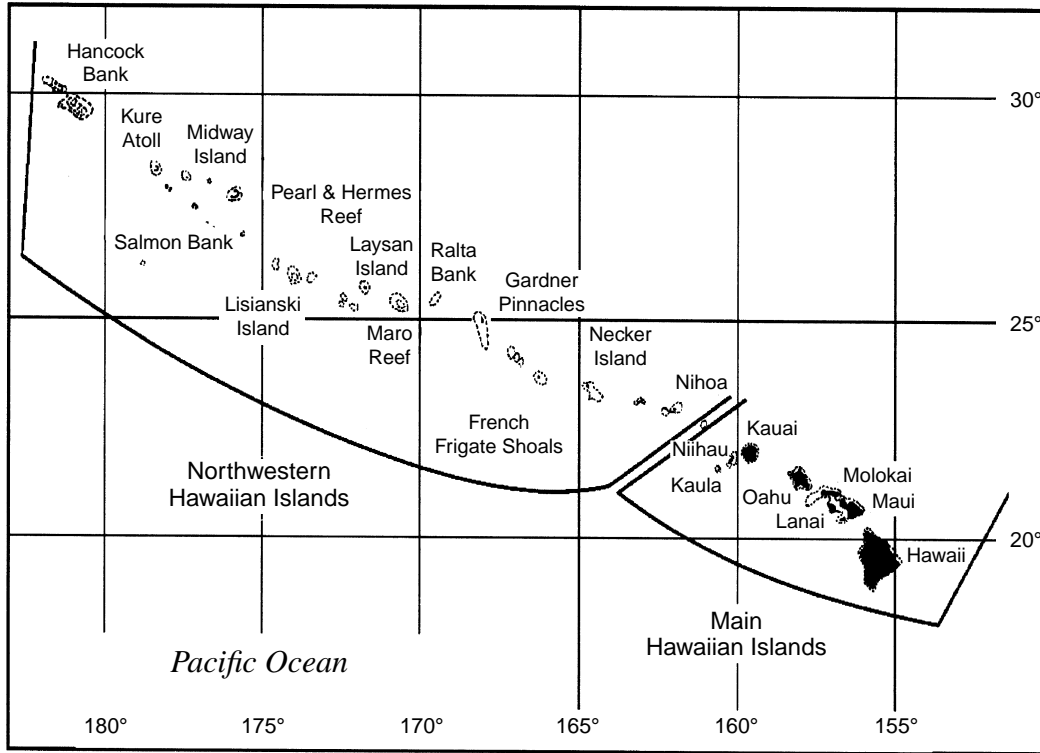 Hancock
Bank
30°
Kure
Atoll
Midway
Island
Pearl & Hermes
Reef
Salmon Bank
Laysan
Island
Ralta
Bank
Gardner
Pinnacles
Lisianski
Island
25°
Maro
Reef
Necker
Island
Nihoa
French
Frigate Shoals
Kauai
Niihau
Northwestern
Hawaiian Islands
Kaula
Oahu
Molokai
Maui
Lanai
20°
Hawaii
Main
Hawaiian Islands
Pacific Ocean
180°
175°
170°
165°
160°
155°